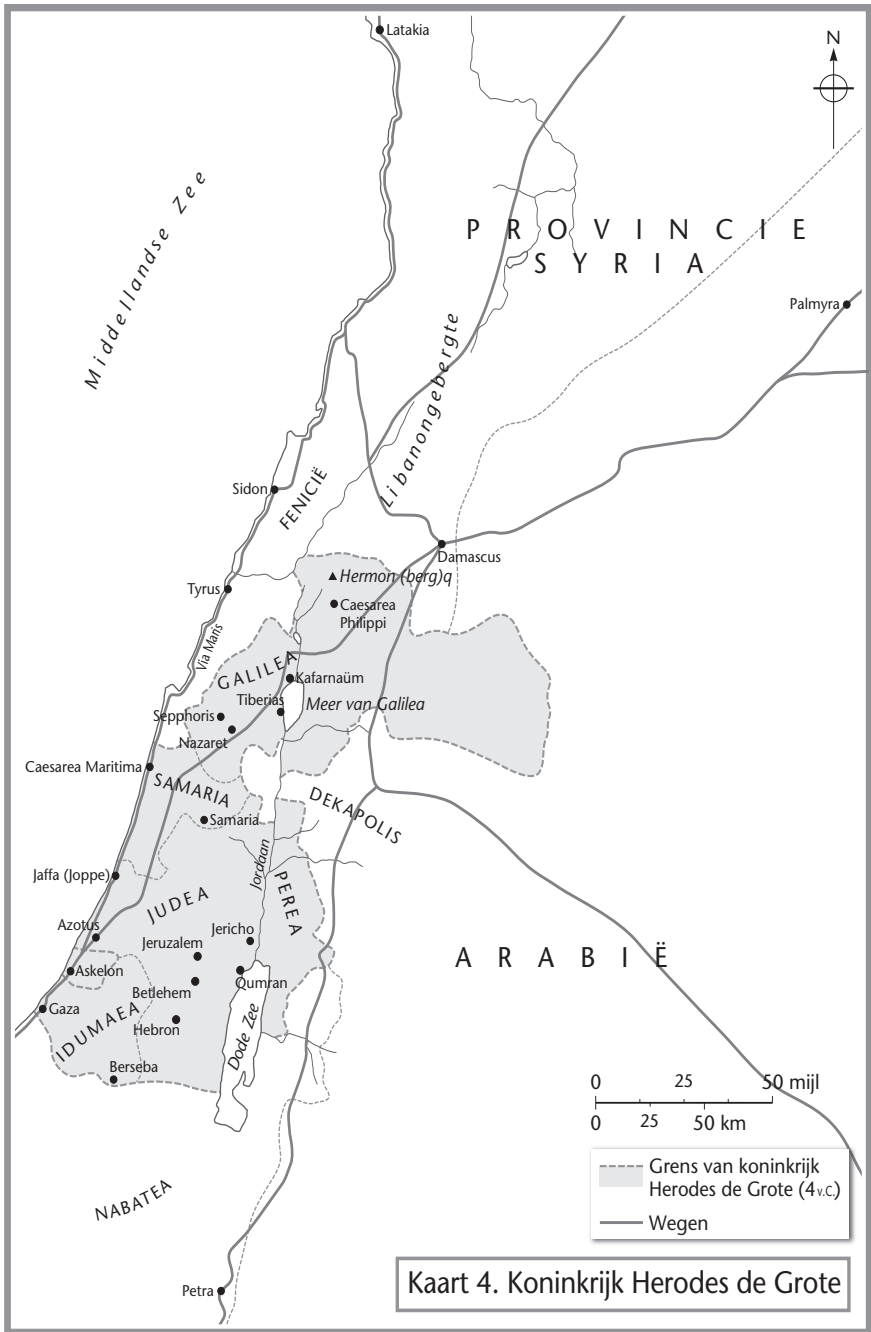 Latakia
N
Middellandse Zee
PROVINCIE
SYRIA
Palmyra
Libanongebergte
Sidon
FENICIË
Damascus
Hermon (berg)q
Tyrus
Caesarea
Philippi
Via Maris
GALILEA
Kafarnaüm
Tiberias
Meer van Galilea
Sepphoris
Nazaret
Caesarea Maritima
SAMARIA
DEKAPOLIS
Samaria
Jordaan
Jaffa (Joppe)
PEREA
JUDEA
Azotus
Jericho
Jeruzalem
ARABIË
Askelon
Qumran
Betlehem
Gaza
IDUMAEA
Hebron
Dode Zee
Berseba
0 25 50 mijl
0 25 50 km
Grens van koninkrijk
Herodes de Grote (4 v.C.)
Wegen
NABATEA
Petra
Kaart 4. Koninkrijk Herodes de Grote